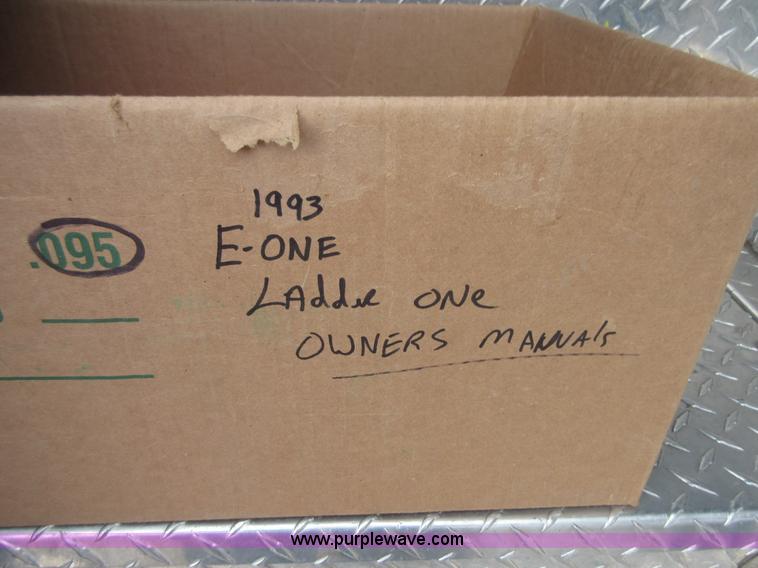 1993
.095
E-ONE
LAdder ONe
OWNERS MANUAls
www.purplewave.com